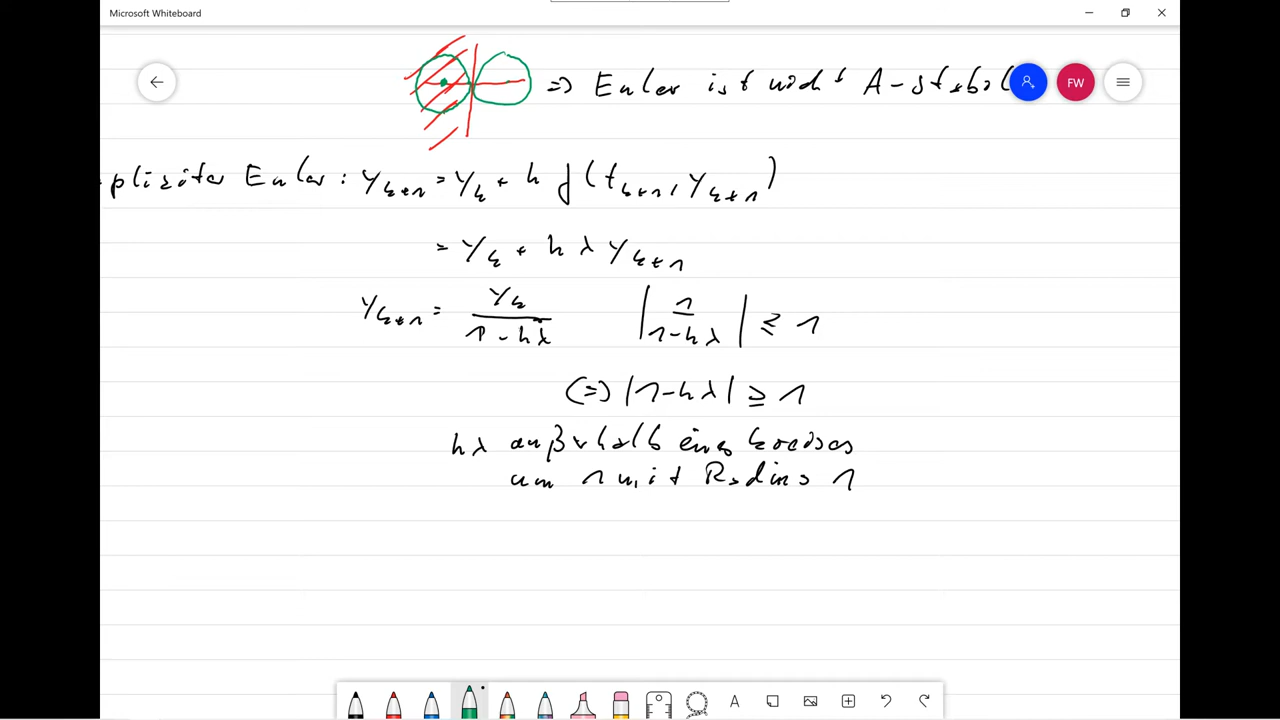 Microsoft Whiteboard
=> Euler ist nicht A-stabil
FW
pliziter Euler: y_{k+1} = y_k + h f(t_{k+1}, y_{k+1})
= y_k + h λ y_{k+1}
y_{k+1} = y_k / (1 - hλ) | 1 / (1 - hλ) | ≤ 1
(=> |1 - hλ| ≥ 1
hλ außerhalb eines Kreises
um 1 mit Radius 1
A